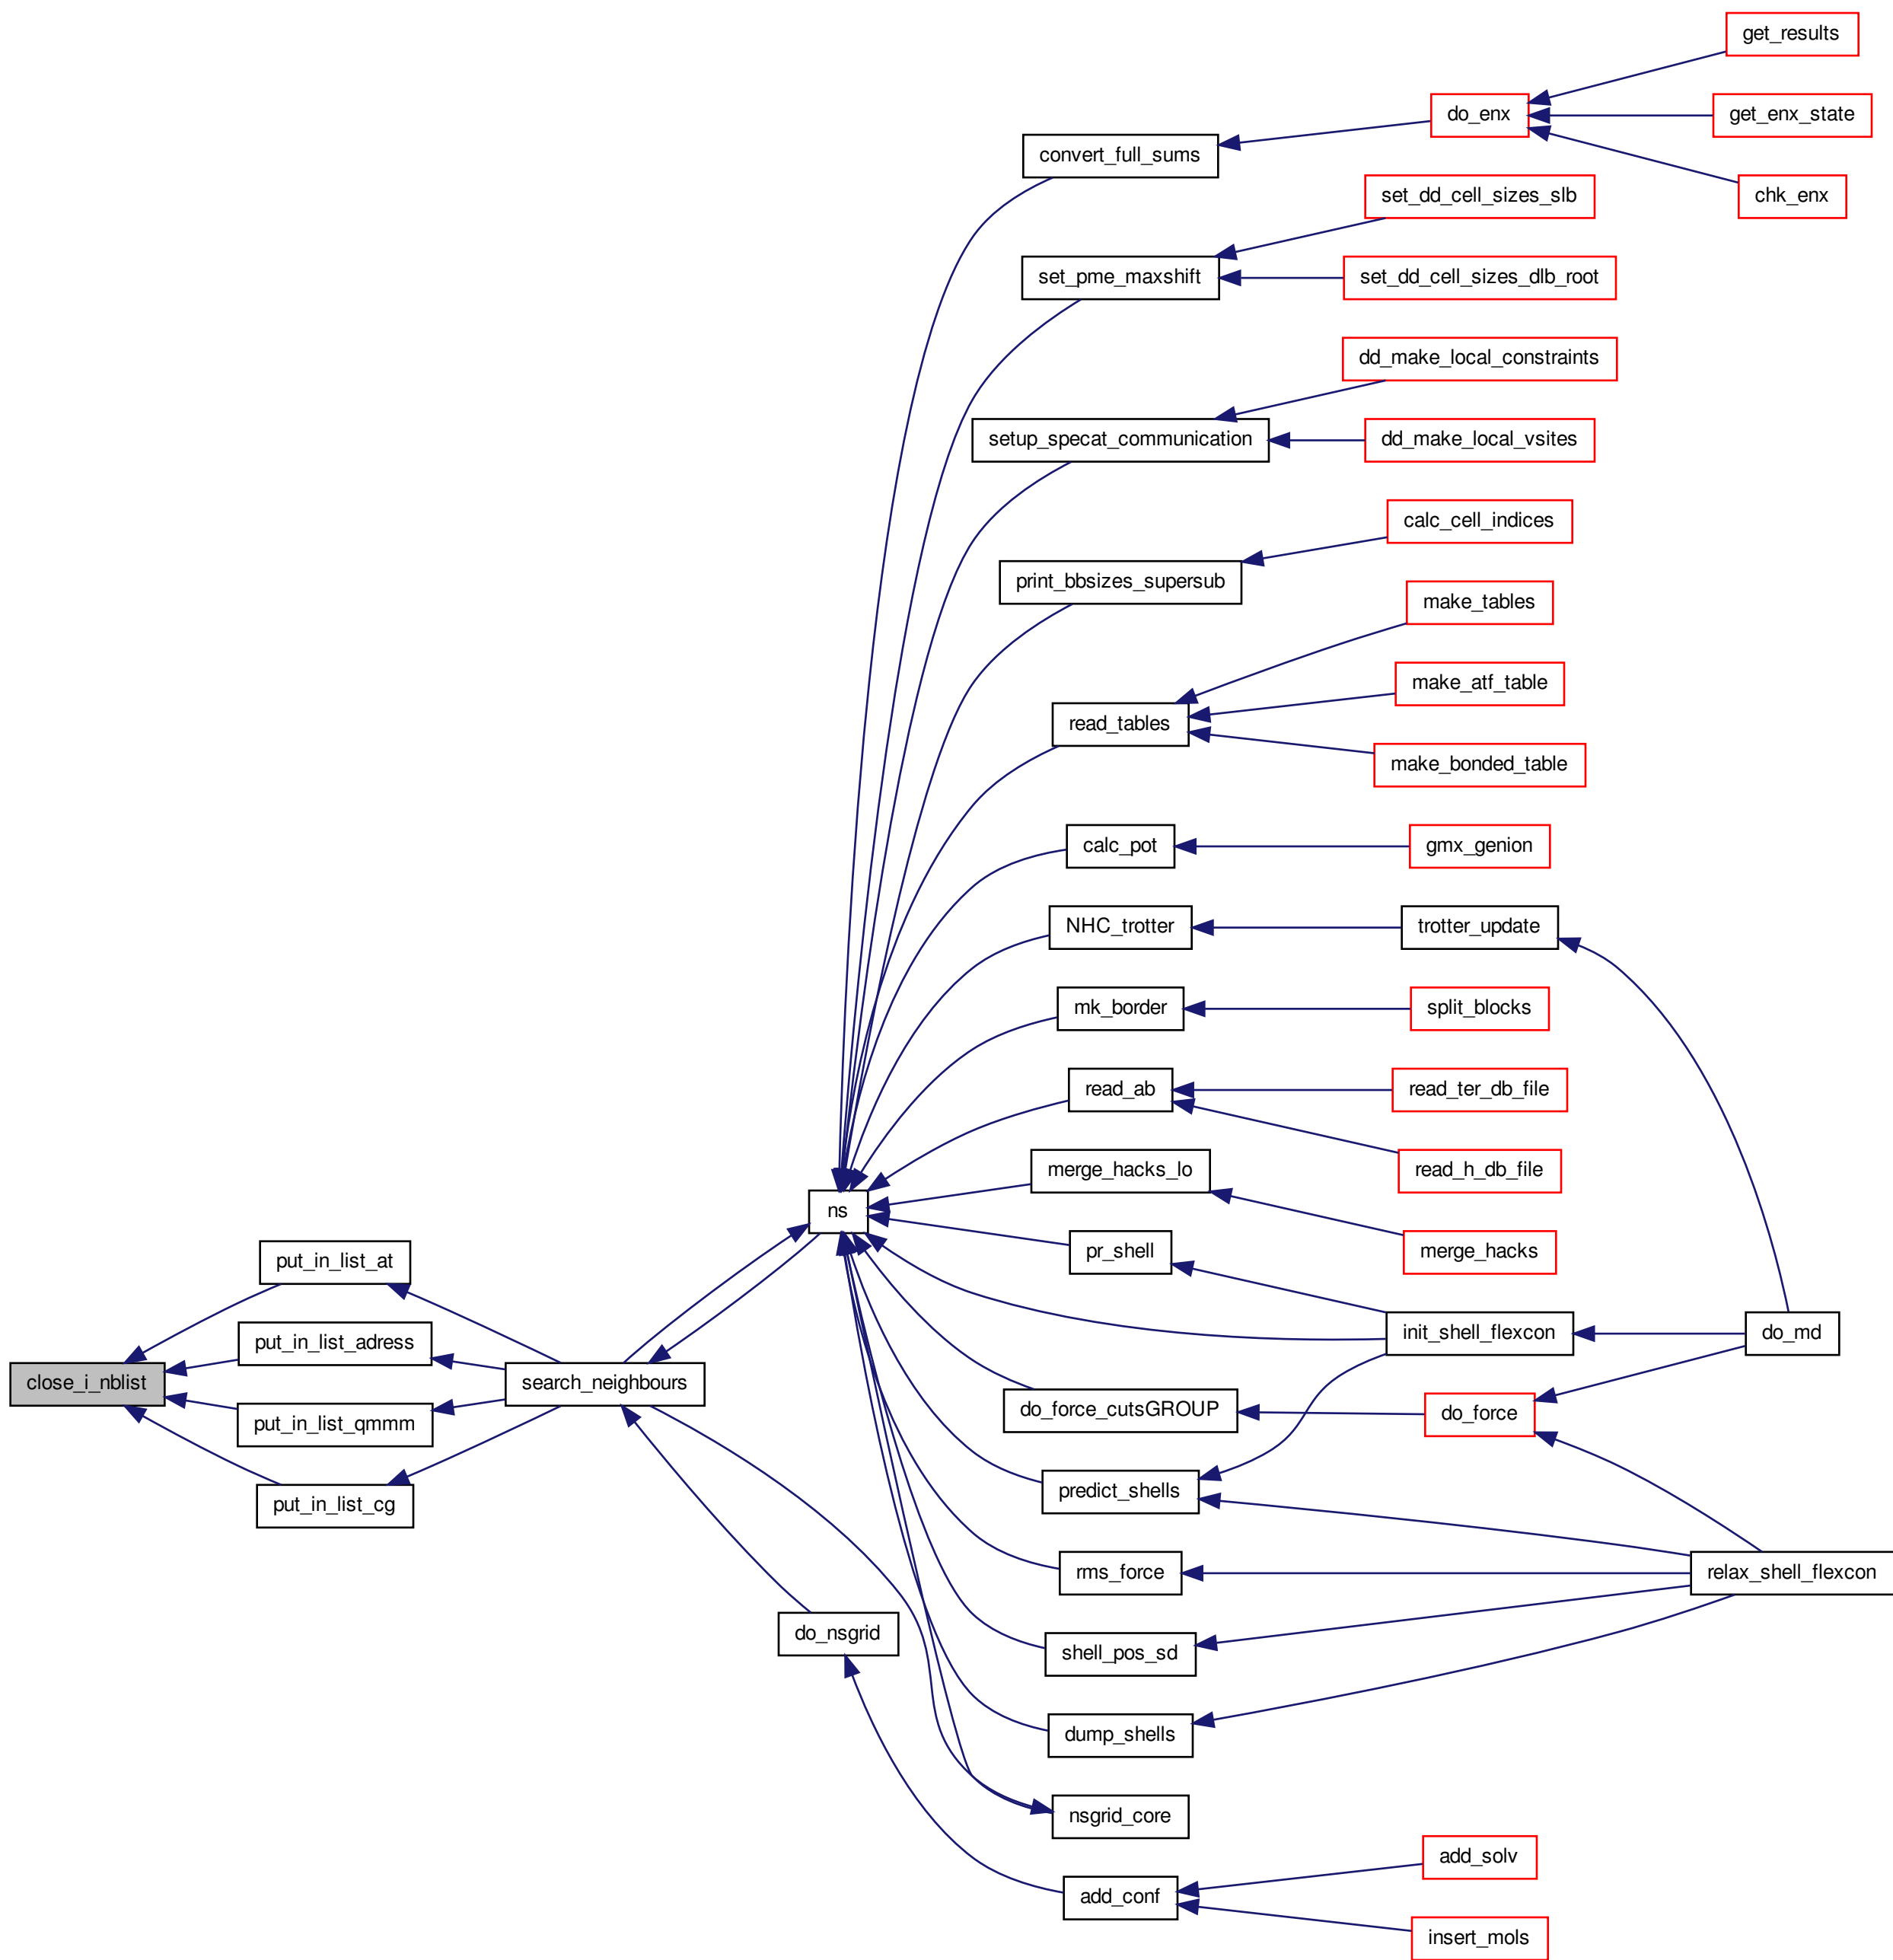 get_results
do_enx
get_enx_state
convert_full_sums
chk_enx
set_dd_cell_sizes_slb
set_pme_maxshift
set_dd_cell_sizes_dlb_root
dd_make_local_constraints
setup_specat_communication
dd_make_local_vsites
calc_cell_indices
print_bbsizes_supersub
make_tables
make_atf_table
read_tables
make_bonded_table
calc_pot
gmx_genion
NHC_trotter
trotter_update
mk_border
split_blocks
read_ab
read_ter_db_file
merge_hacks_lo
read_h_db_file
ns
pr_shell
merge_hacks
put_in_list_at
put_in_list_adress
init_shell_flexcon
do_md
close_i_nblist
search_neighbours
put_in_list_qmmm
do_force_cutsGROUP
do_force
put_in_list_cg
predict_shells
rms_force
relax_shell_flexcon
do_nsgrid
shell_pos_sd
dump_shells
nsgrid_core
add_solv
add_conf
insert_mols